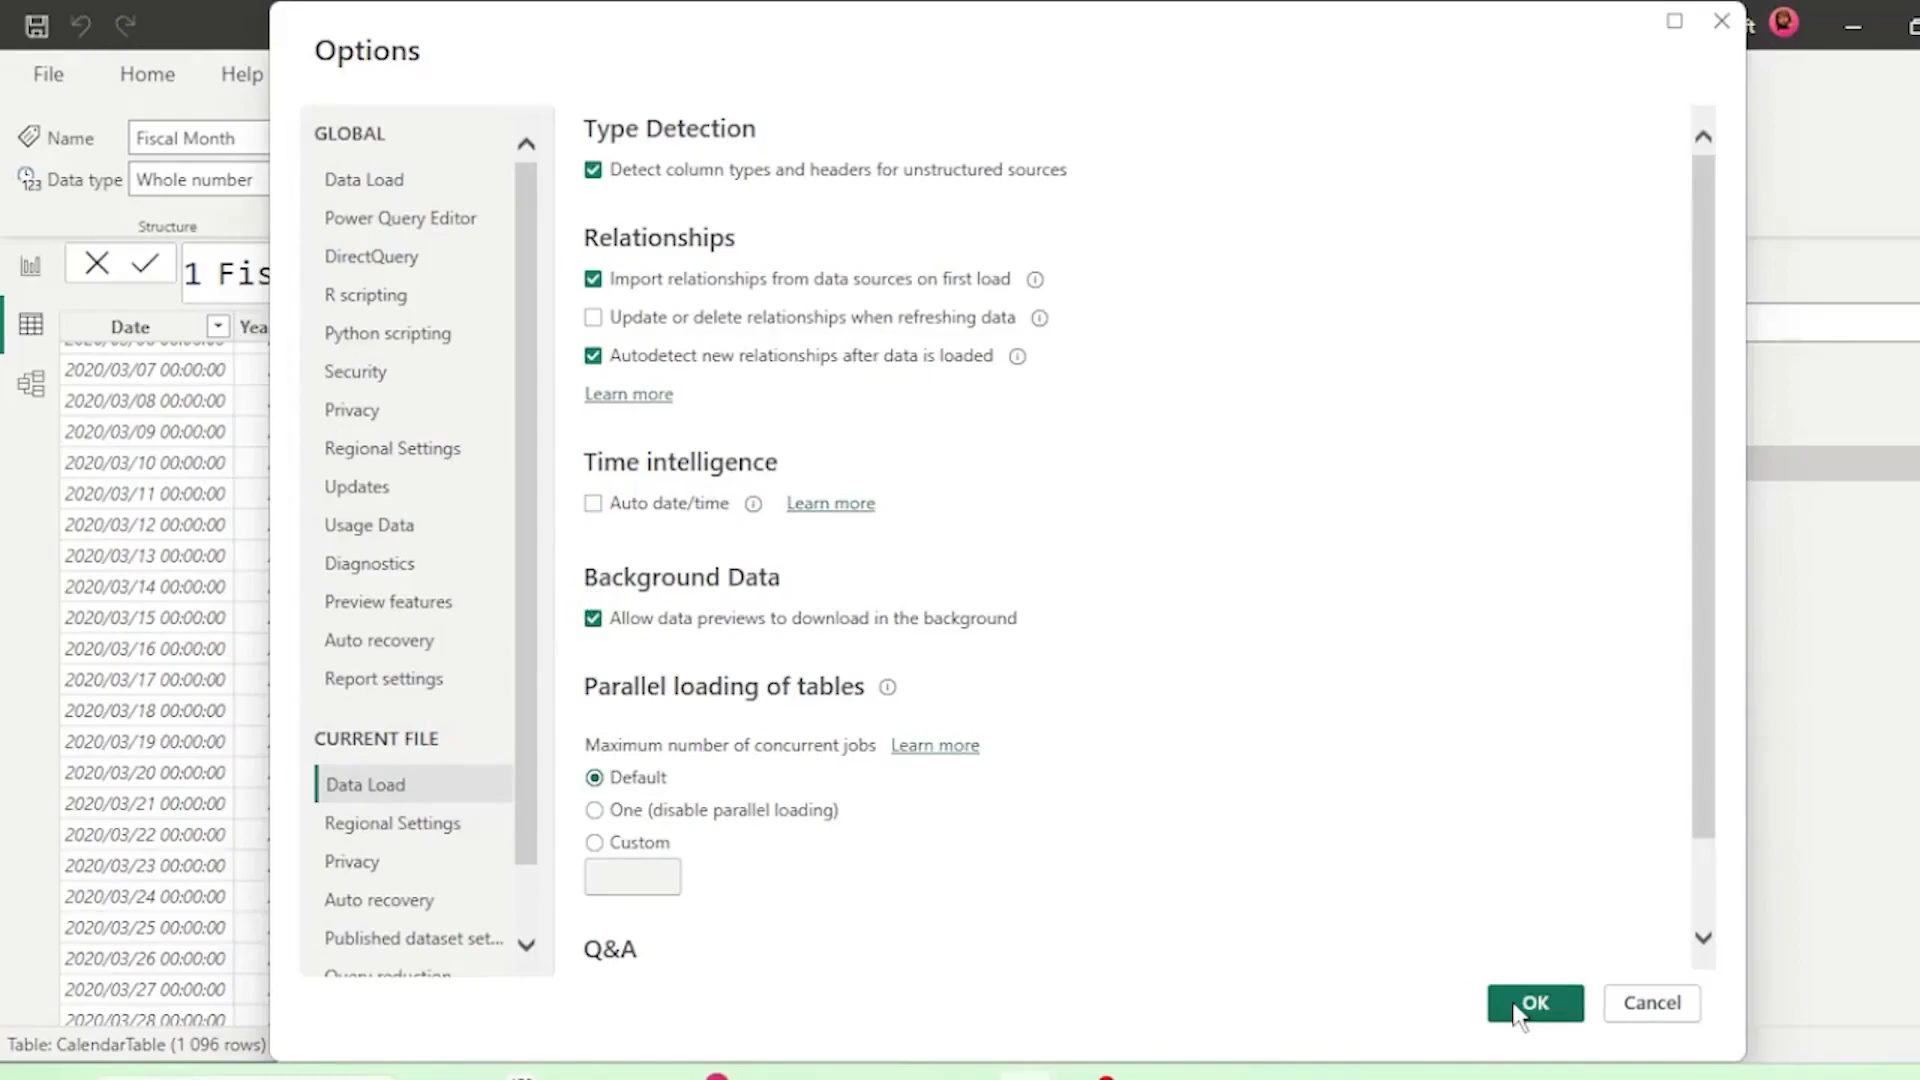 Options
File Home Help
Name Fiscal Month
Data type Whole number
Structure
1 Fis
Date Yea
2020/03/07 00:00:00
2020/03/08 00:00:00
2020/03/09 00:00:00
2020/03/10 00:00:00
2020/03/11 00:00:00
2020/03/12 00:00:00
2020/03/13 00:00:00
2020/03/14 00:00:00
2020/03/15 00:00:00
2020/03/16 00:00:00
2020/03/17 00:00:00
2020/03/18 00:00:00
2020/03/19 00:00:00
2020/03/20 00:00:00
2020/03/21 00:00:00
2020/03/22 00:00:00
2020/03/23 00:00:00
2020/03/24 00:00:00
2020/03/25 00:00:00
2020/03/26 00:00:00
2020/03/27 00:00:00
2020/03/28 00:00:00
Table: CalendarTable (1 096 rows)
GLOBAL
Data Load
Power Query Editor
DirectQuery
R scripting
Python scripting
Security
Privacy
Regional Settings
Updates
Usage Data
Diagnostics
Preview features
Auto recovery
Report settings
CURRENT FILE
Data Load
Regional Settings
Privacy
Auto recovery
Published dataset set...
Query reduction
Type Detection
Detect column types and headers for unstructured sources
Relationships
Import relationships from data sources on first load
Update or delete relationships when refreshing data
Autodetect new relationships after data is loaded
Learn more
Time intelligence
Auto date/time Learn more
Background Data
Allow data previews to download in the background
Parallel loading of tables
Maximum number of concurrent jobs Learn more
Default
One (disable parallel loading)
Custom
Q&A
OK Cancel